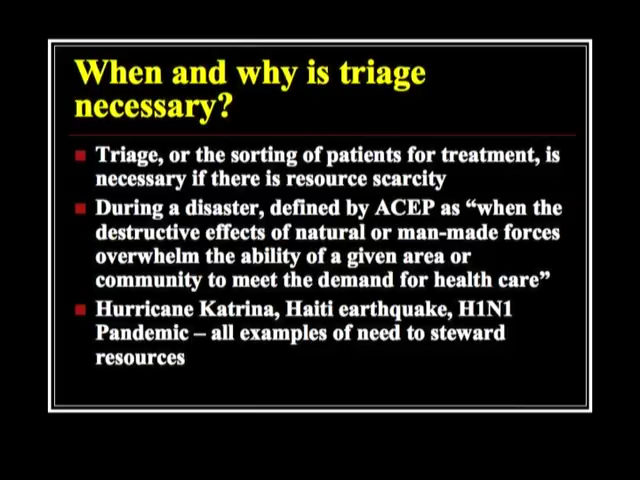 When and why is triage
necessary?
Triage, or the sorting of patients for treatment, is
necessary if there is resource scarcity
During a disaster, defined by ACEP as “when the
destructive effects of natural or man-made forces
overwhelm the ability of a given area or
community to meet the demand for health care”
Hurricane Katrina, Haiti earthquake, H1N1
Pandemic – all examples of need to steward
resources